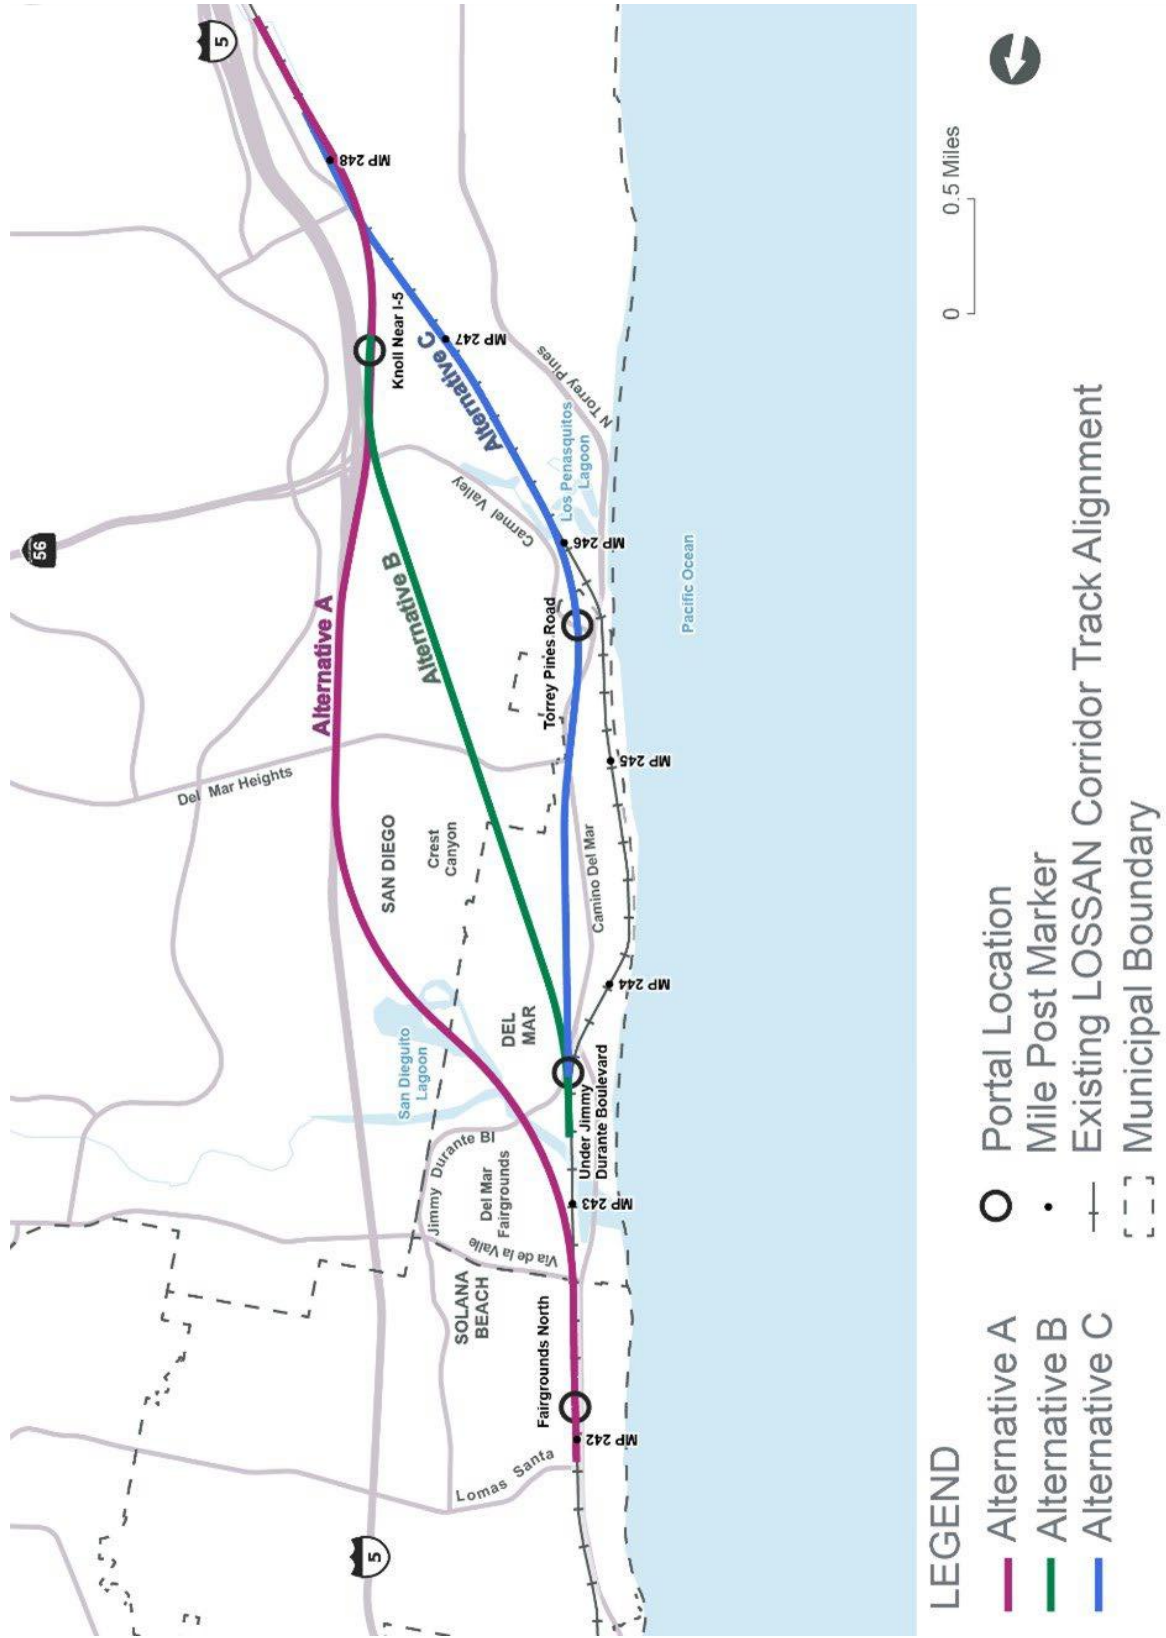 5
56
MP 248
Knoll Near I-5
MP 247
Alternative C
N Torrey Pines
Los Penasquitos
Lagoon
Carmel Valley
MP 246
Alternative B
Alternative A
Torrey Pines Road
Pacific Ocean
MP 245
Del Mar Heights
SAN DIEGO
Crest
Canyon
Camino Del Mar
MP 244
DEL
MAR
San Dieguito
Lagoon
Under Jimmy
Durante Boulevard
Jimmy Durante Bl
Del Mar
Fairgrounds
MP 243
Via de la Valle
SOLANA
BEACH
Fairgrounds North
MP 242
Lomas Santa
5
0
0.5 Miles
LEGEND
Alternative A
Alternative B
Alternative C
Portal Location
Mile Post Marker
Existing LOSSAN Corridor Track Alignment
Municipal Boundary